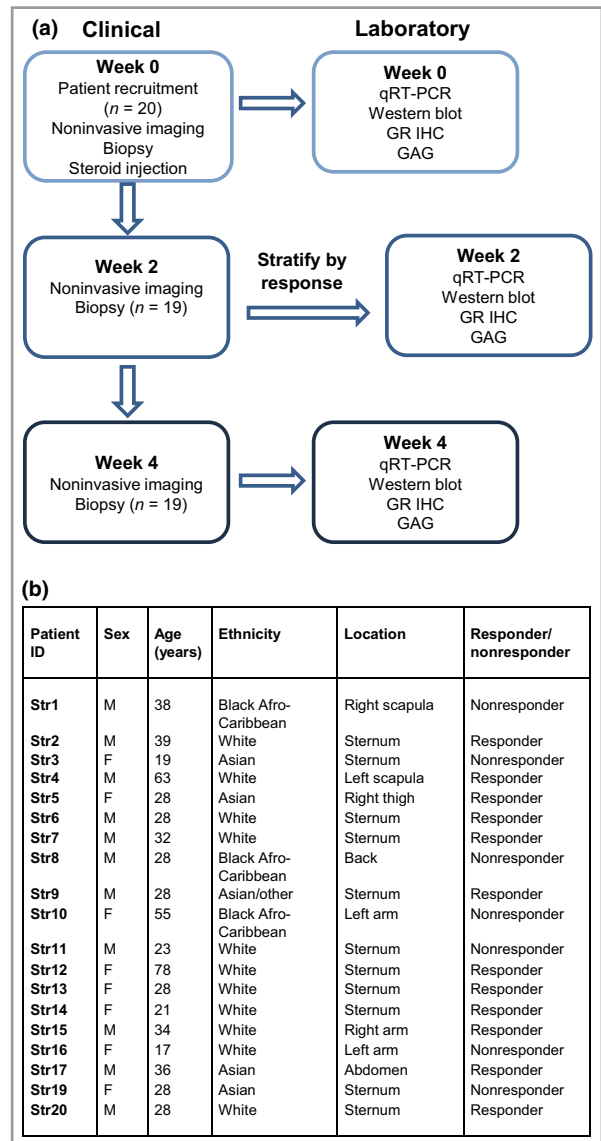 (a)
Clinical
Laboratory
Week 0
Patient recruitment
(n = 20)
Noninvasive imaging
Biopsy
Steroid injection
Week 0
qRT-PCR
Western blot
GR IHC
GAG
Week 2
Noninvasive imaging
Biopsy (n = 19)
Stratify by
response
Week 2
qRT-PCR
Western blot
GR IHC
GAG
Week 4
Noninvasive imaging
Biopsy (n = 19)
Week 4
qRT-PCR
Western blot
GR IHC
GAG
(b)
Patient ID Sex Age (years) Ethnicity Location Responder/ nonresponder
Str1 M 38 Black Afro-Caribbean Right scapula Nonresponder
Str2 M 39 White Sternum Responder
Str3 F 19 Asian Sternum Nonresponder
Str4 M 63 White Left scapula Responder
Str5 F 28 Asian Right thigh Responder
Str6 M 28 White Sternum Responder
Str7 M 32 White Sternum Responder
Str8 M 28 Black Afro-Caribbean Back Nonresponder
Str9 M 28 Asian/other Sternum Responder
Str10 F 55 Black Afro-Caribbean Left arm Nonresponder
Str11 M 23 White Sternum Nonresponder
Str12 F 78 White Sternum Responder
Str13 F 28 White Sternum Responder
Str14 F 21 White Sternum Responder
Str15 M 34 White Right arm Responder
Str16 F 17 White Left arm Nonresponder
Str17 M 36 Asian Abdomen Responder
Str19 F 28 Asian Sternum Nonresponder
Str20 M 28 White Sternum Responder